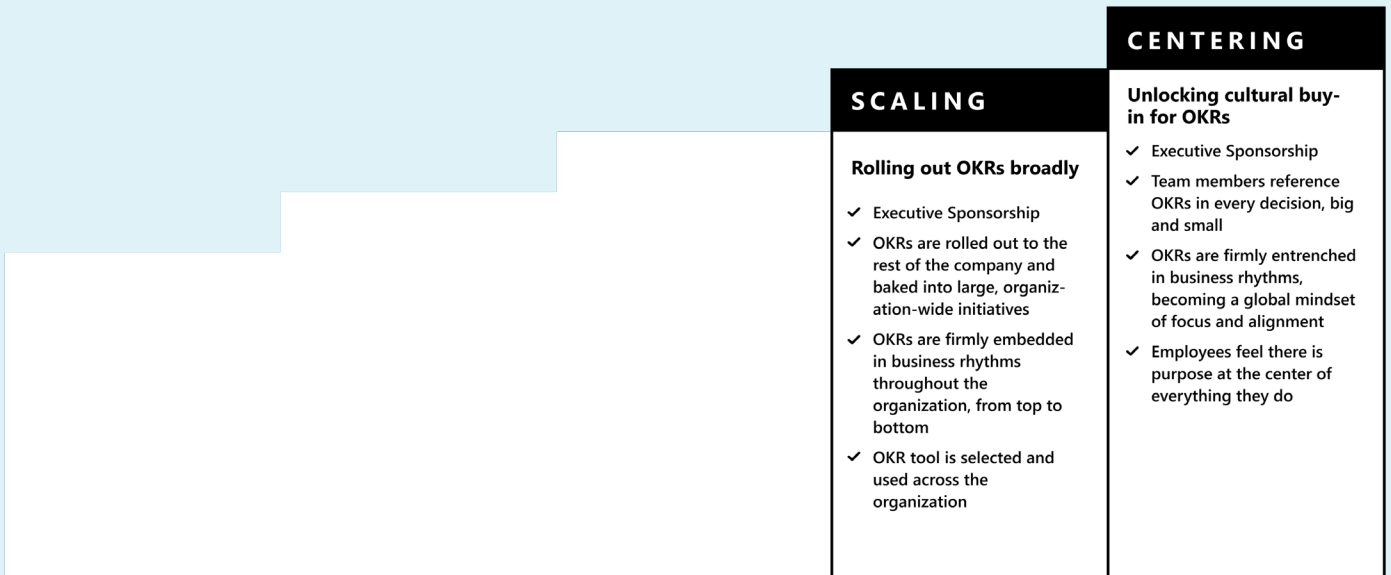 SCALING
Rolling out OKRs broadly
Executive Sponsorship
OKRs are rolled out to the
rest of the company and
baked into large, organiz-
ation-wide initiatives
OKRs are firmly embedded
in business rhythms
throughout the
organization, from top to
bottom
OKR tool is selected and
used across the
organization
CENTERING
Unlocking cultural buy-
in for OKRs
Executive Sponsorship
Team members reference
OKRs in every decision, big
and small
OKRs are firmly entrenched
in business rhythms,
becoming a global mindset
of focus and alignment
Employees feel there is
purpose at the center of
everything they do